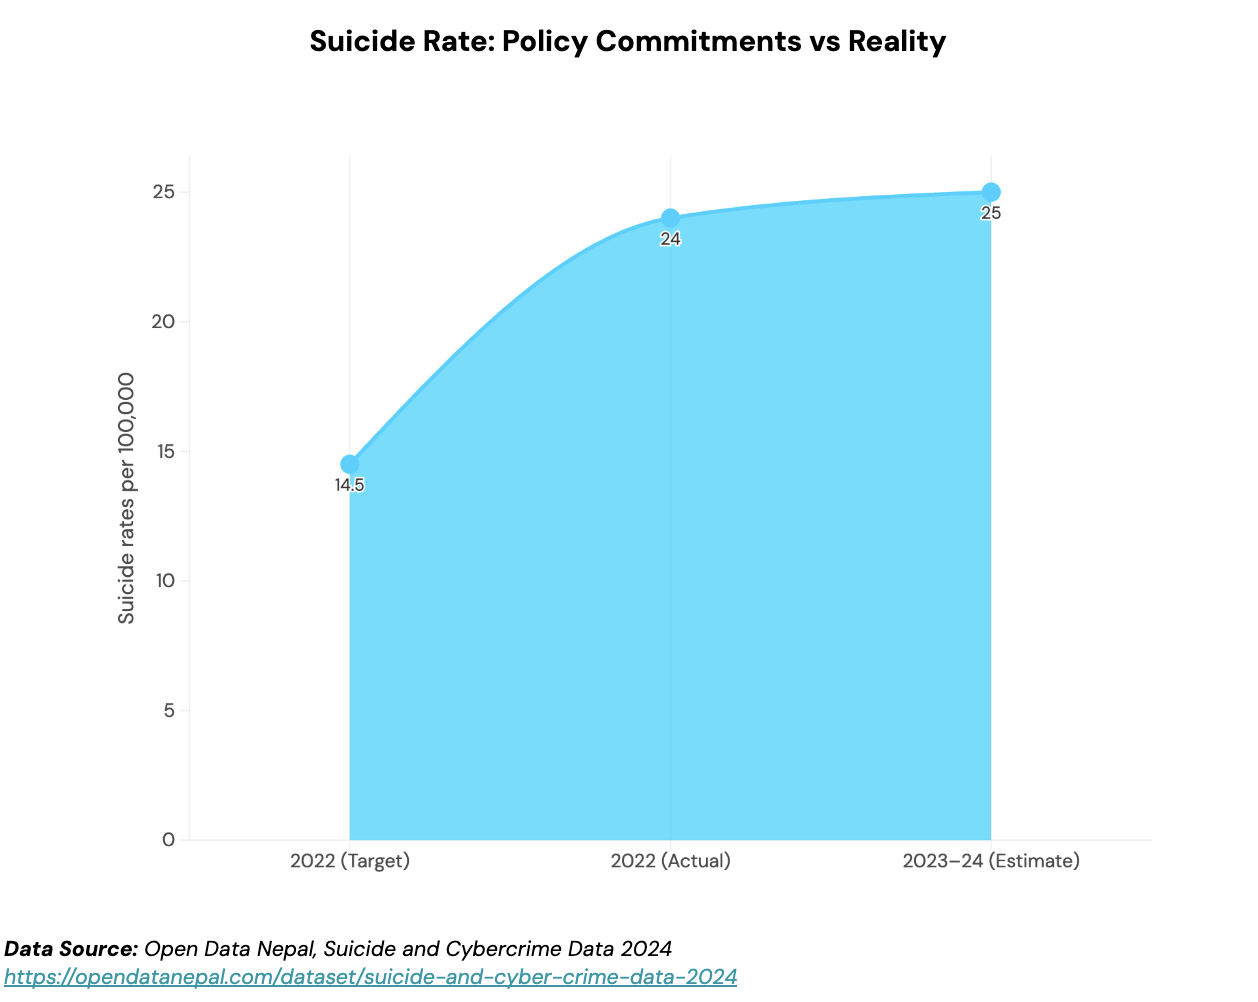 Suicide Rate: Policy Commitments vs Reality
Suicide rates per 100,000
25
20
15
10
5
0
14.5
24
25
2022 (Target)
2022 (Actual)
2023–24 (Estimate)
Data Source: Open Data Nepal, Suicide and Cybercrime Data 2024
https://opendatanepal.com/dataset/suicide-and-cyber-crime-data-2024